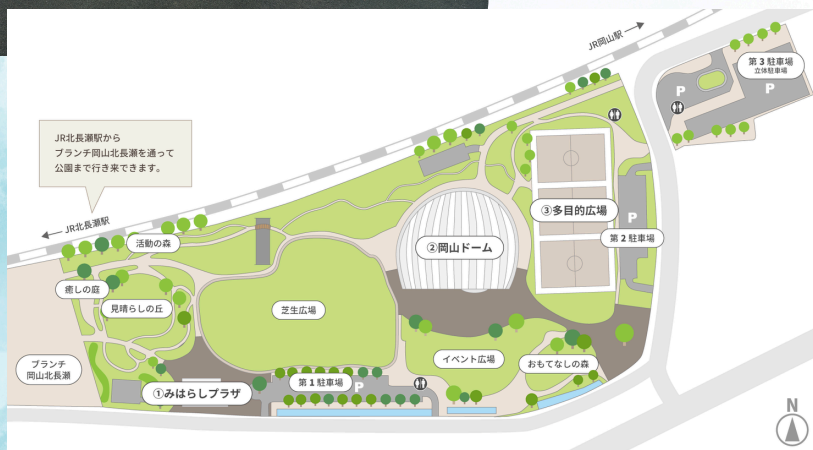 JR岡山駅
第3駐車場
立体駐車場
P
P
JR北長瀬駅から
ブランチ岡山北長瀬を通って
公園まで行き来できます。
③多目的広場
P
JR北長瀬駅
第2駐車場
活動の森
②岡山ドーム
癒しの庭
見晴らしの丘
芝生広場
イベント広場
おもてなしの森
ブランチ
岡山北長瀬
第1駐車場
P
①みはらしプラザ
N